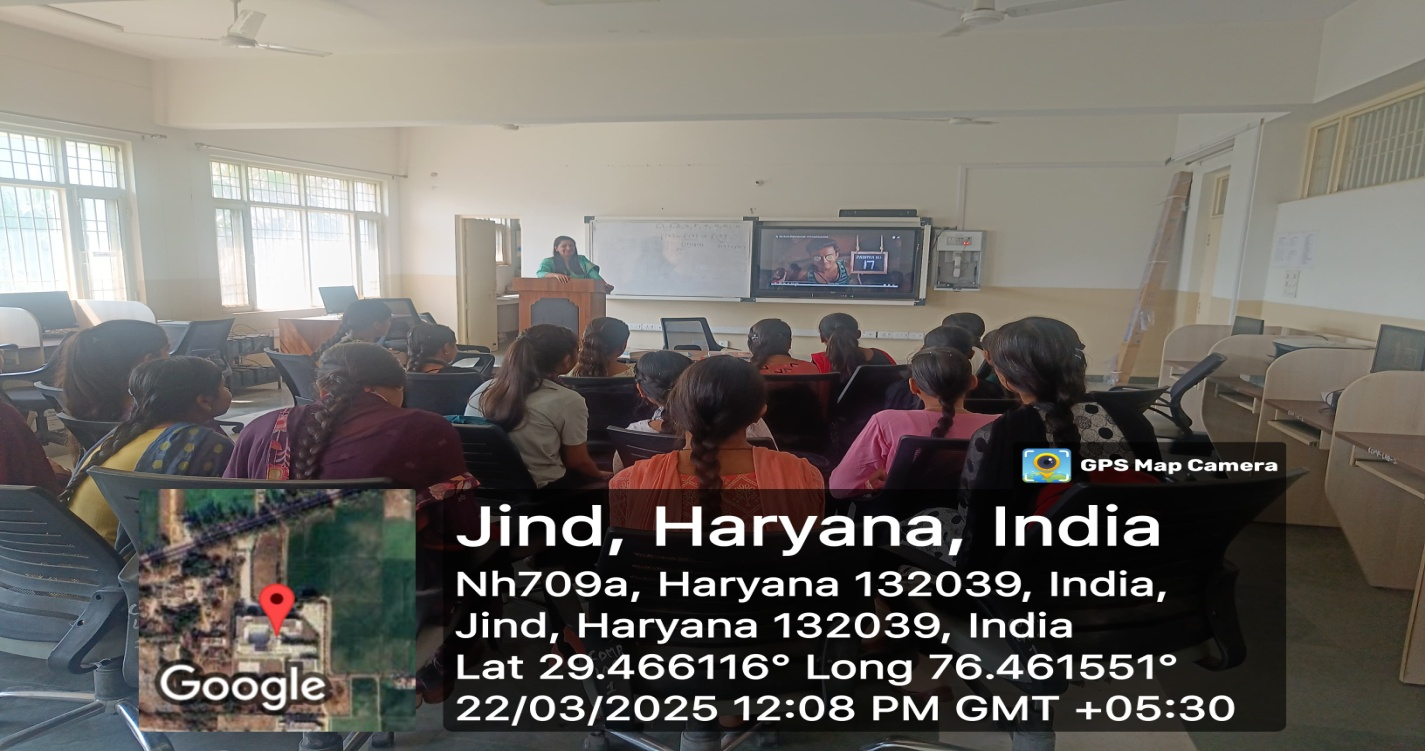 GPS Map Camera
Jind, Haryana, India
Nh709a, Haryana 132039, India,
Jind, Haryana 132039, India
Lat 29.466116° Long 76.461551°
22/03/2025 12:08 PM GMT +05:30
Google
17